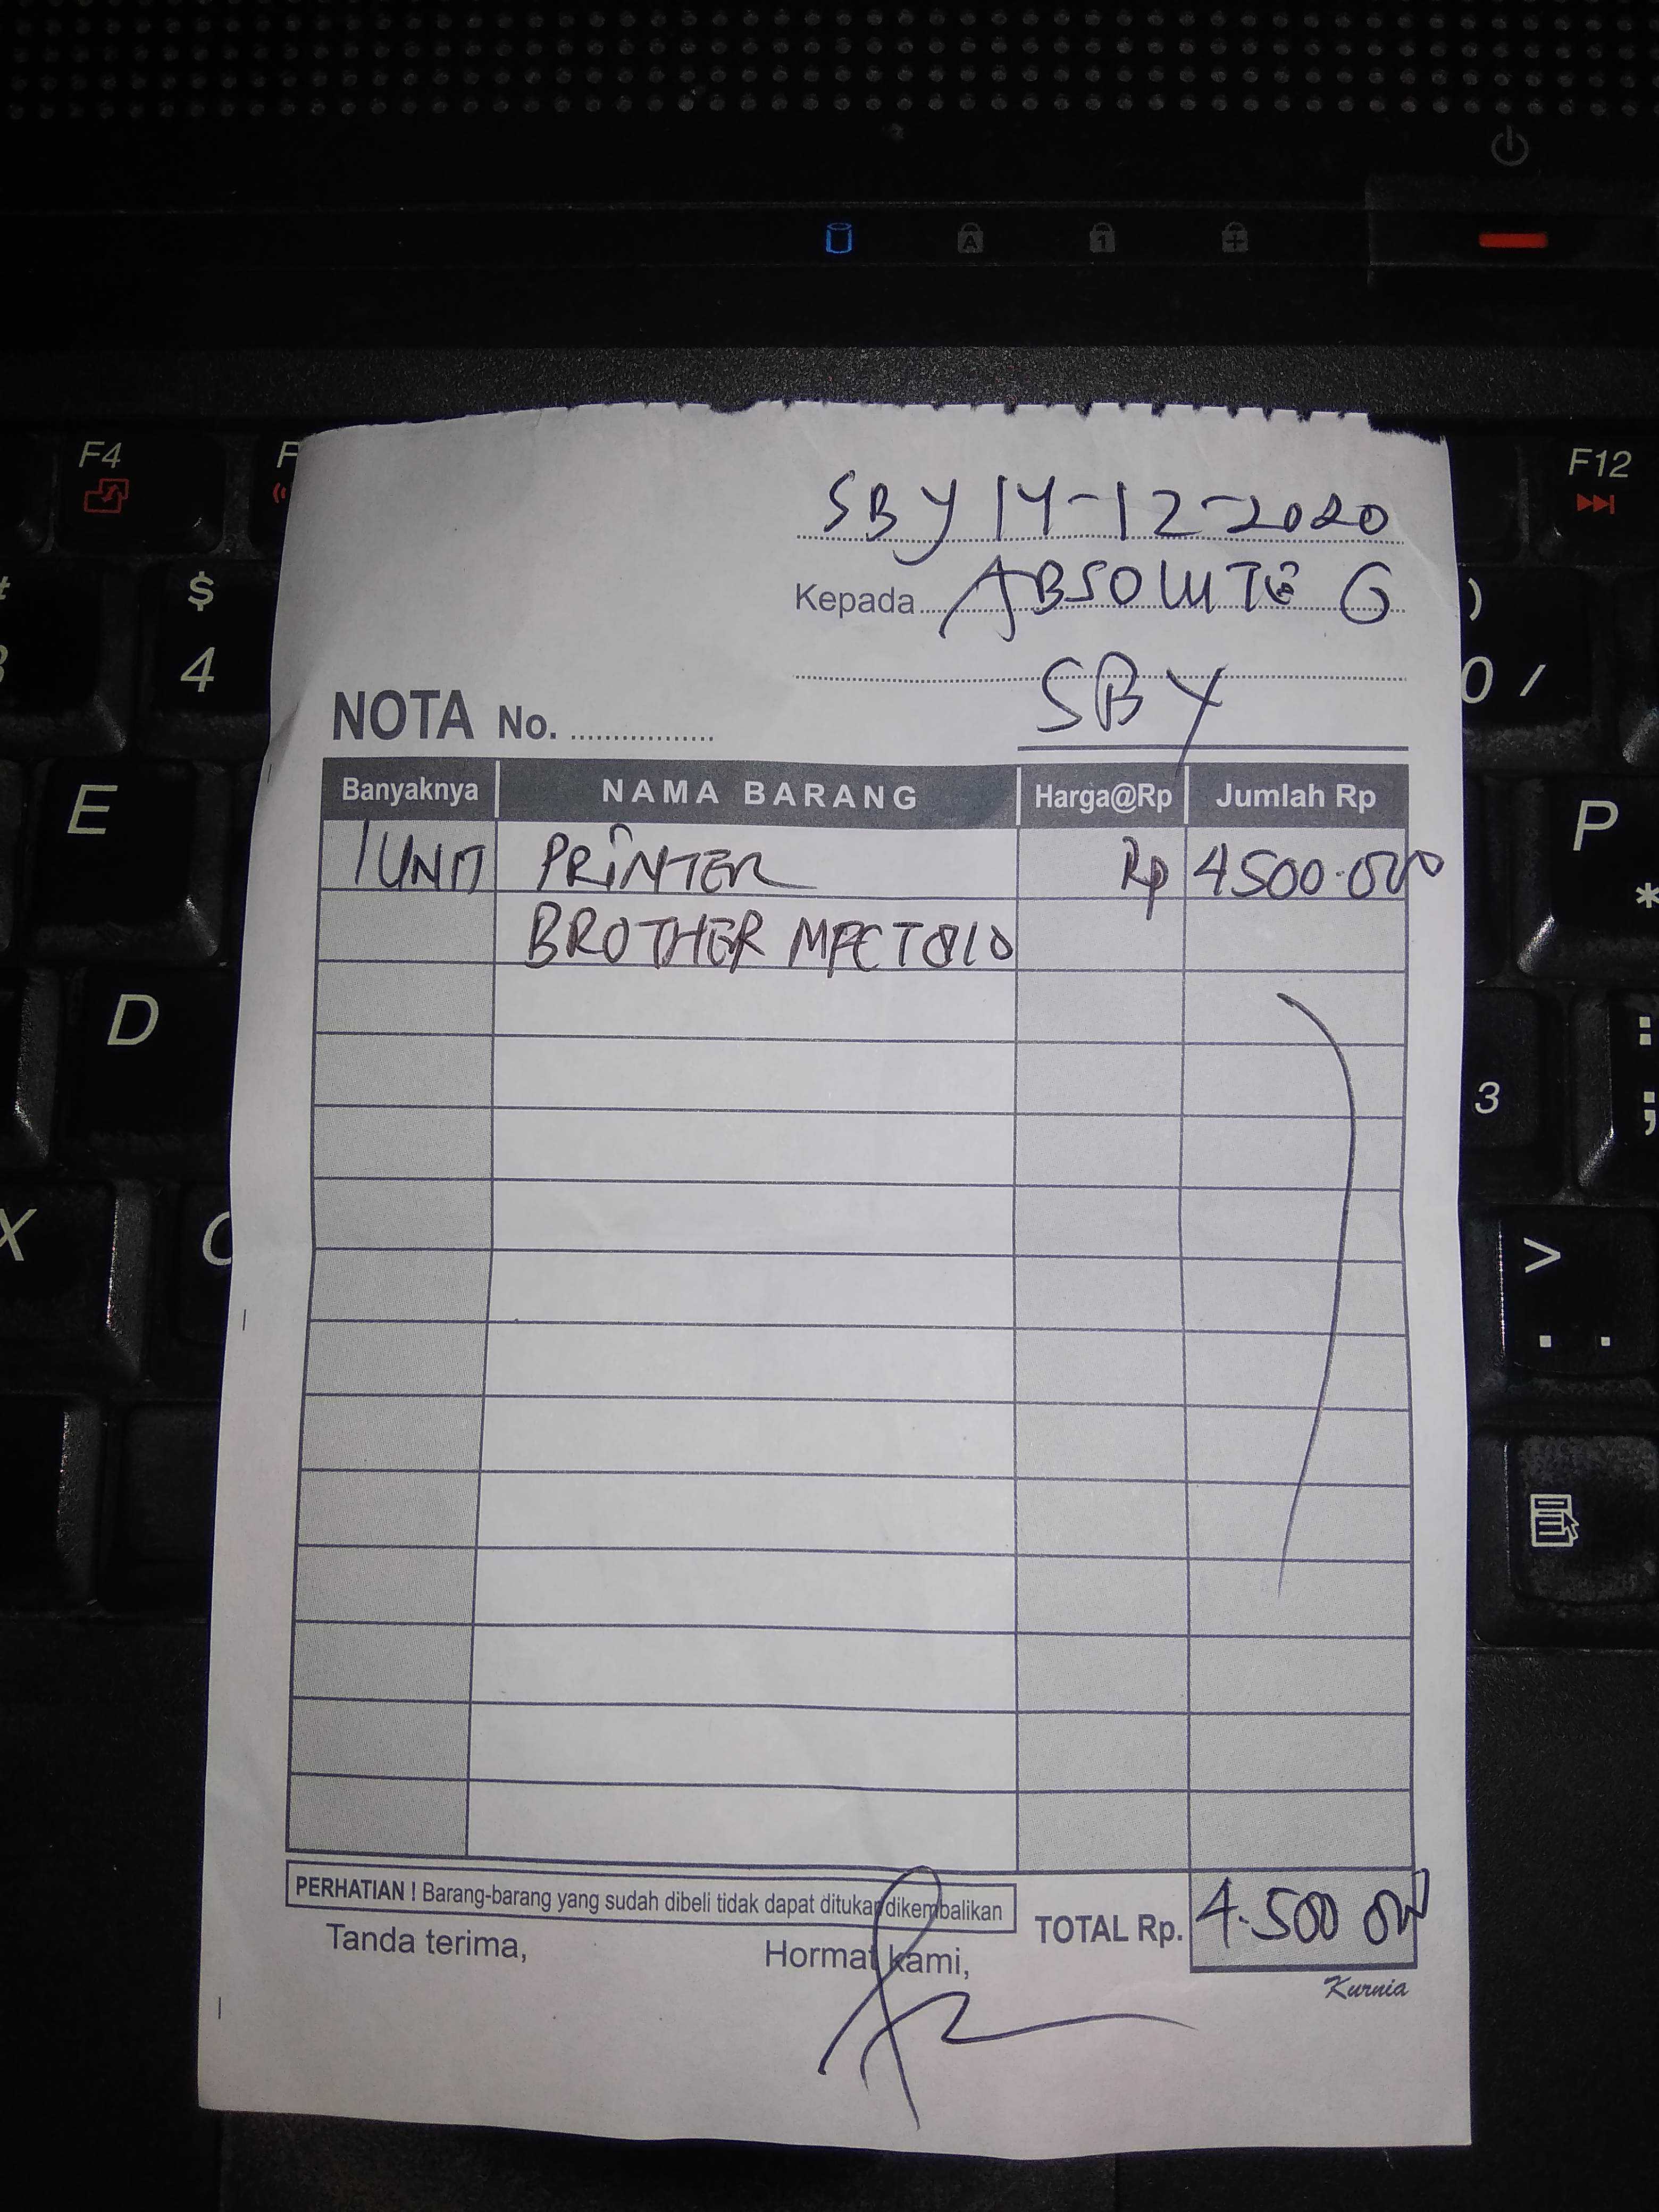 F4
F12
SBY 14-12-2020
Kepada ABSOLUTE G
SBY
NOTA No.
Banyaknya NAMA BARANG Harga@Rp Jumlah Rp
1 UNIT PRINTER Rp 4500.000
BROTHER MFCT810
PERHATIAN ! Barang-barang yang sudah dibeli tidak dapat ditukar dikembalikan
TOTAL Rp. 4.500 000
Tanda terima, Hormat kami,
Kurnia
$
4
E
D
X
C
)
0 /
P
*
3
:
;
>
.